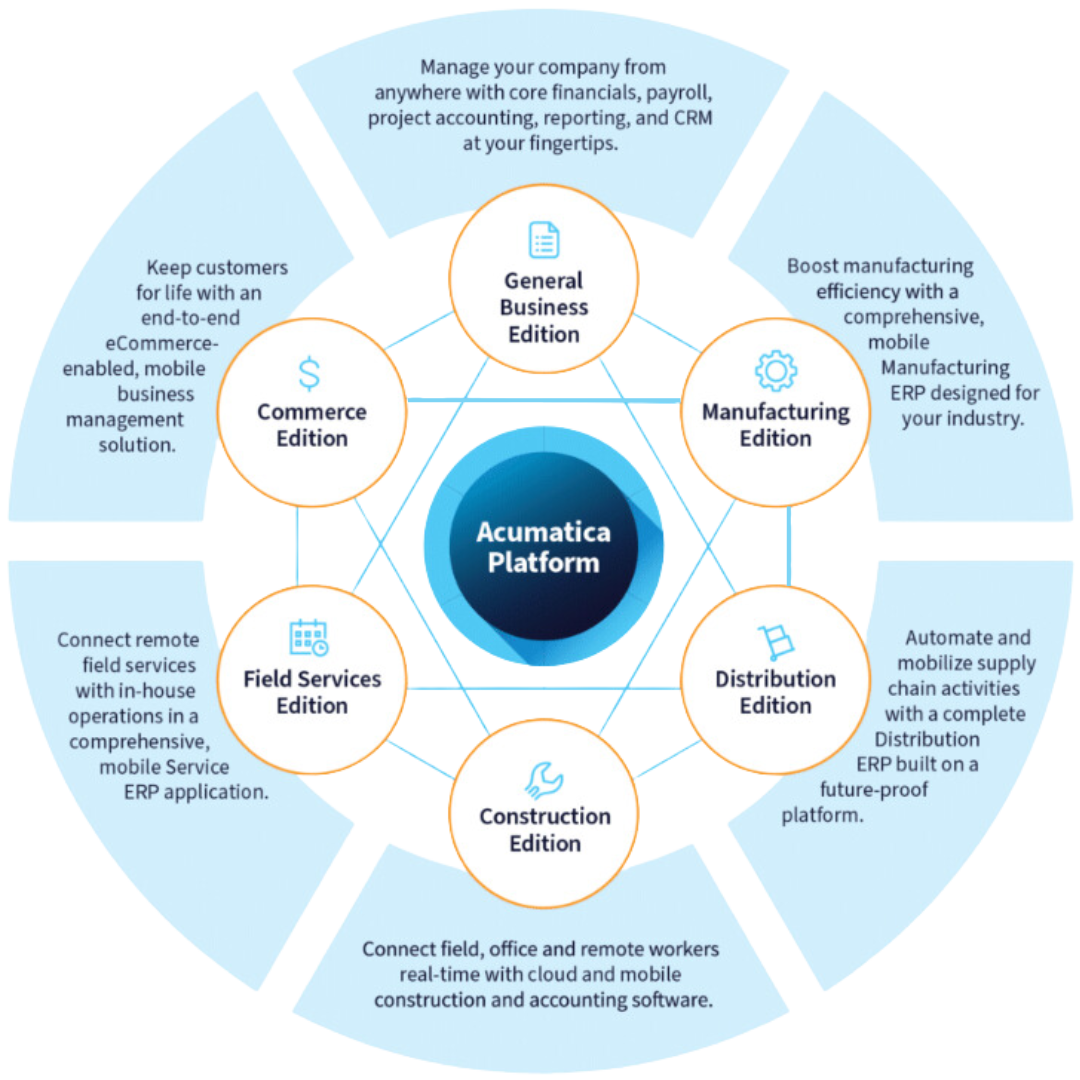 Manage your company from
anywhere with core financials, payroll,
project accounting, reporting, and CRM
at your fingertips.
General
Business
Edition
Boost manufacturing
efficiency with a
comprehensive,
mobile
Manufacturing
ERP designed for
your industry.
Manufacturing
Edition
Automate and
mobilize supply
chain activities
with a complete
Distribution
ERP built on a
future-proof
platform.
Distribution
Edition
Connect field, office and remote workers
real-time with cloud and mobile
construction and accounting software.
Construction
Edition
Connect remote
field services
with in-house
operations in a
comprehensive,
mobile Service
ERP application.
Field Services
Edition
Keep customers
for life with an
end-to-end
eCommerce-
enabled, mobile
business
management
solution.
Commerce
Edition
Acumatica
Platform